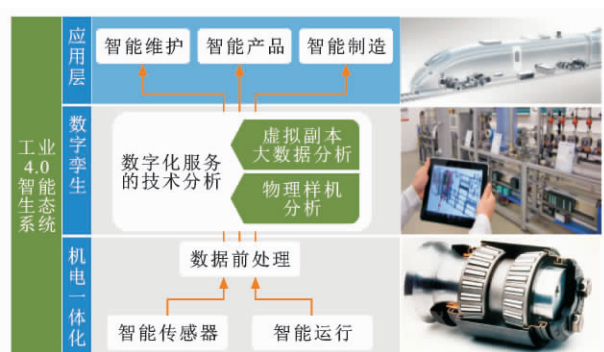 工业
4.0
智能
生态
系统
应用层
智能维护
智能产品
智能制造
数字孪生
数字化服务
的技术分析
虚拟副本
大数据分析
物理样机
分析
机电一体化
数据前处理
智能传感器
智能运行